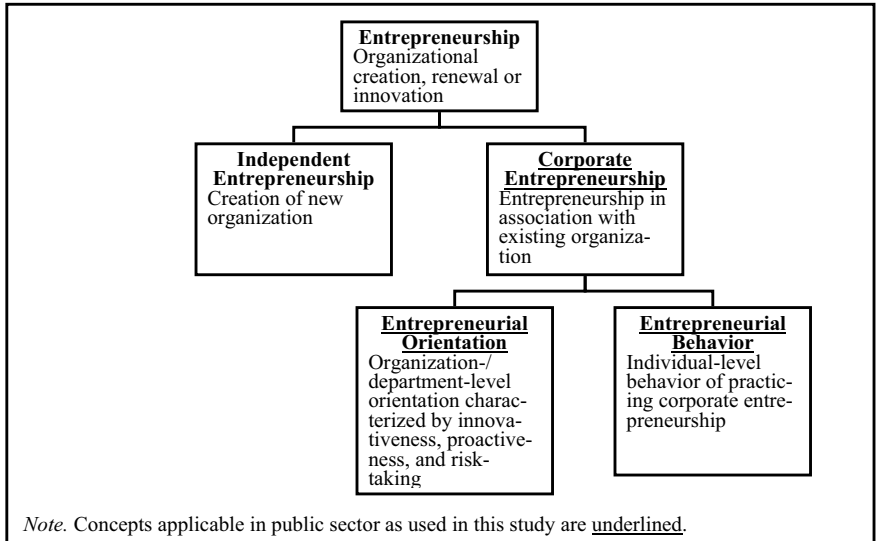 Entrepreneurship
Organizational
creation, renewal or
innovation
Independent
Entrepreneurship
Creation of new
organization
Corporate
Entrepreneurship
Entrepreneurship in
association with
existing organiza-
tion
Entrepreneurial
Orientation
Organization-/
department-level
orientation charac-
terized by innova-
tiveness, proactive-
ness, and risk-
taking
Entrepreneurial
Behavior
Individual-level
behavior of practic-
ing corporate entre-
preneurship
Note. Concepts applicable in public sector as used in this study are underlined.